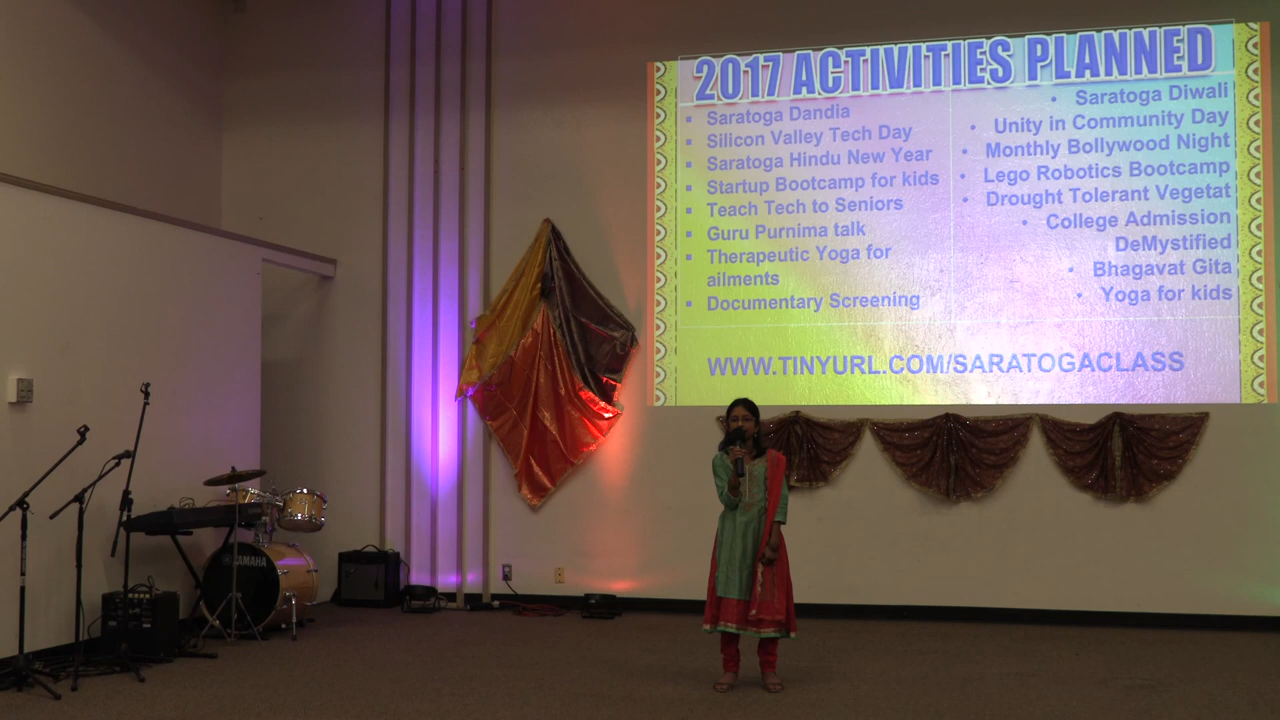 2017 ACTIVITIES PLANNED
Saratoga Dandia
Silicon Valley Tech Day
Saratoga Hindu New Year
Startup Bootcamp for kids
Teach Tech to Seniors
Guru Purnima talk
Therapeutic Yoga for
ailments
Documentary Screening
Saratoga Diwali
Unity in Community Day
Monthly Bollywood Night
Lego Robotics Bootcamp
Drought Tolerant Vegetat
College Admission
DeMystified
Bhagavat Gita
Yoga for kids
WWW.TINYURL.COM/SARATOGACLASS
YAMAHA